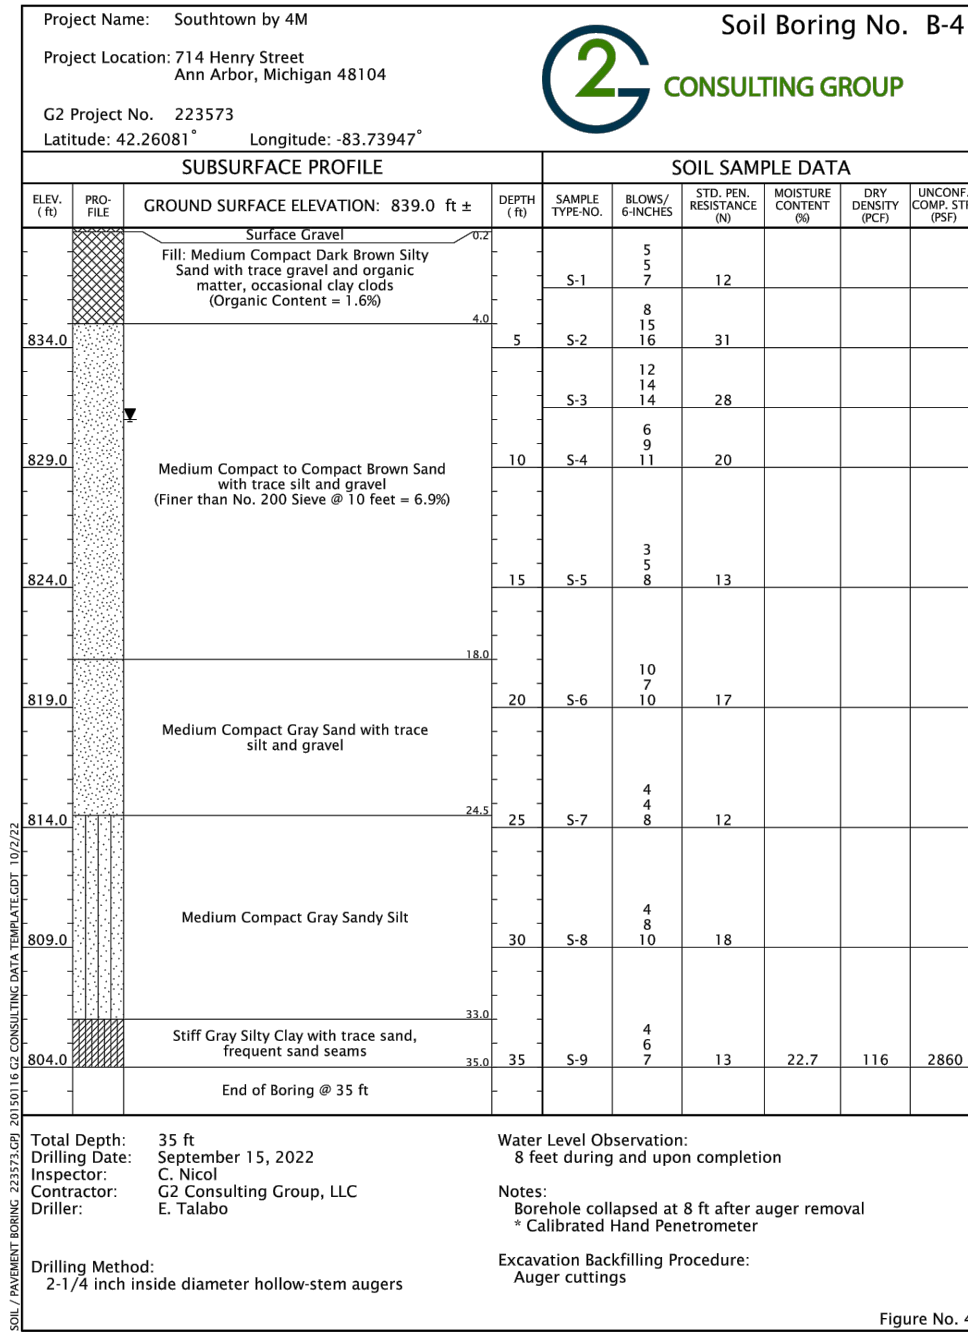 Project Name: Southtown by 4M
Soil Boring No. B-4
Project Location: 714 Henry Street
Ann Arbor, Michigan 48104
G2 CONSULTING GROUP
G2 Project No. 223573
Latitude: 42.26081° Longitude: -83.73947°
SUBSURFACE PROFILE
SOIL SAMPLE DATA
ELEV. ( ft)
PRO-FILE
GROUND SURFACE ELEVATION: 839.0 ft ±
DEPTH ( ft)
SAMPLE TYPE-NO.
BLOWS/ 6-INCHES
STD. PEN. RESISTANCE (N)
MOISTURE CONTENT (%)
DRY DENSITY (PCF)
UNCONF. COMP. STR (PSF)
Surface Gravel 0.2
Fill: Medium Compact Dark Brown Silty
Sand with trace gravel and organic
matter, occasional clay clods
(Organic Content = 1.6%)
5
5
S-1 7 12
4.0
8
15
834.0 5 S-2 16 31
12
14
S-3 14 28
6
9
829.0 10 S-4 11 20
Medium Compact to Compact Brown Sand
with trace silt and gravel
(Finer than No. 200 Sieve @ 10 feet = 6.9%)
3
5
824.0 15 S-5 8 13
18.0
10
7
819.0 20 S-6 10 17
Medium Compact Gray Sand with trace
silt and gravel
4
4
24.5
814.0 25 S-7 8 12
Medium Compact Gray Sandy Silt
4
8
809.0 30 S-8 10 18
33.0
Stiff Gray Silty Clay with trace sand,
frequent sand seams
4
6
804.0 35.0 35 S-9 7 13 22.7 116 2860
End of Boring @ 35 ft
Total Depth: 35 ft
Drilling Date: September 15, 2022
Inspector: C. Nicol
Contractor: G2 Consulting Group, LLC
Driller: E. Talabo
Drilling Method:
2-1/4 inch inside diameter hollow-stem augers
Water Level Observation:
8 feet during and upon completion
Notes:
Borehole collapsed at 8 ft after auger removal
* Calibrated Hand Penetrometer
Excavation Backfilling Procedure:
Auger cuttings
Figure No. 4
SOIL / PAVEMENT BORING 223573.GPJ 20150116 G2 CONSULTING DATA TEMPLATE.GDT 10/2/22